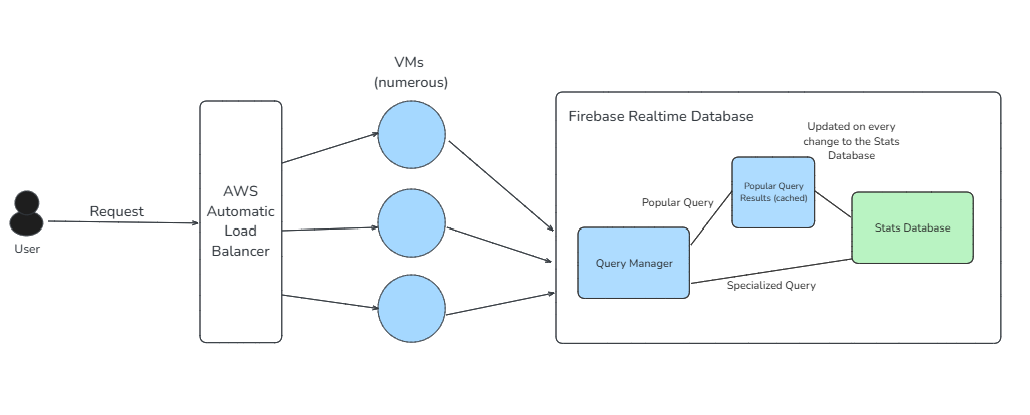 VMs
(numerous)
Firebase Realtime Database
Updated on every
change to the Stats
Database
Popular Query
Results (cached)
Popular Query
AWS
Automatic
Load
Balancer
Request
User
Stats Database
Query Manager
Specialized Query